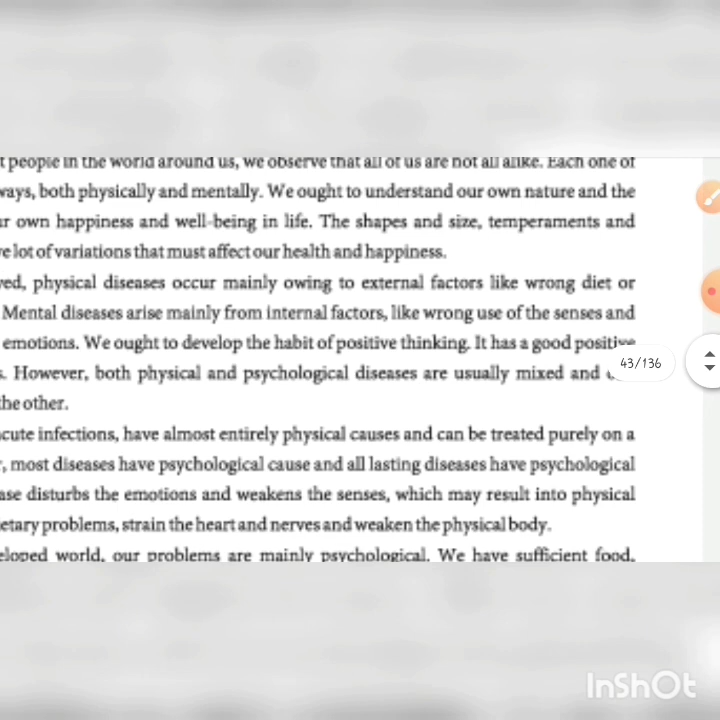 t people in the world around us, we observe that all of us are not all alike. Each one of
ways, both physically and mentally. We ought to understand our own nature and the
ur own happiness and well-being in life. The shapes and size, temperaments and
ve lot of variations that must affect our health and happiness.
ved, physical diseases occur mainly owing to external factors like wrong diet or
Mental diseases arise mainly from internal factors, like wrong use of the senses and
emotions. We ought to develop the habit of positive thinking. It has a good positive
s. However, both physical and psychological diseases are usually mixed and
43/136
the other.
cute infections, have almost entirely physical causes and can be treated purely on a
r, most diseases have psychological cause and all lasting diseases have psychological
ase disturbs the emotions and weakens the senses, which may result into physical
ietary problems, strain the heart and nerves and weaken the physical body.
eloped world, our problems are mainly psychological. We have sufficient food,
InShOt